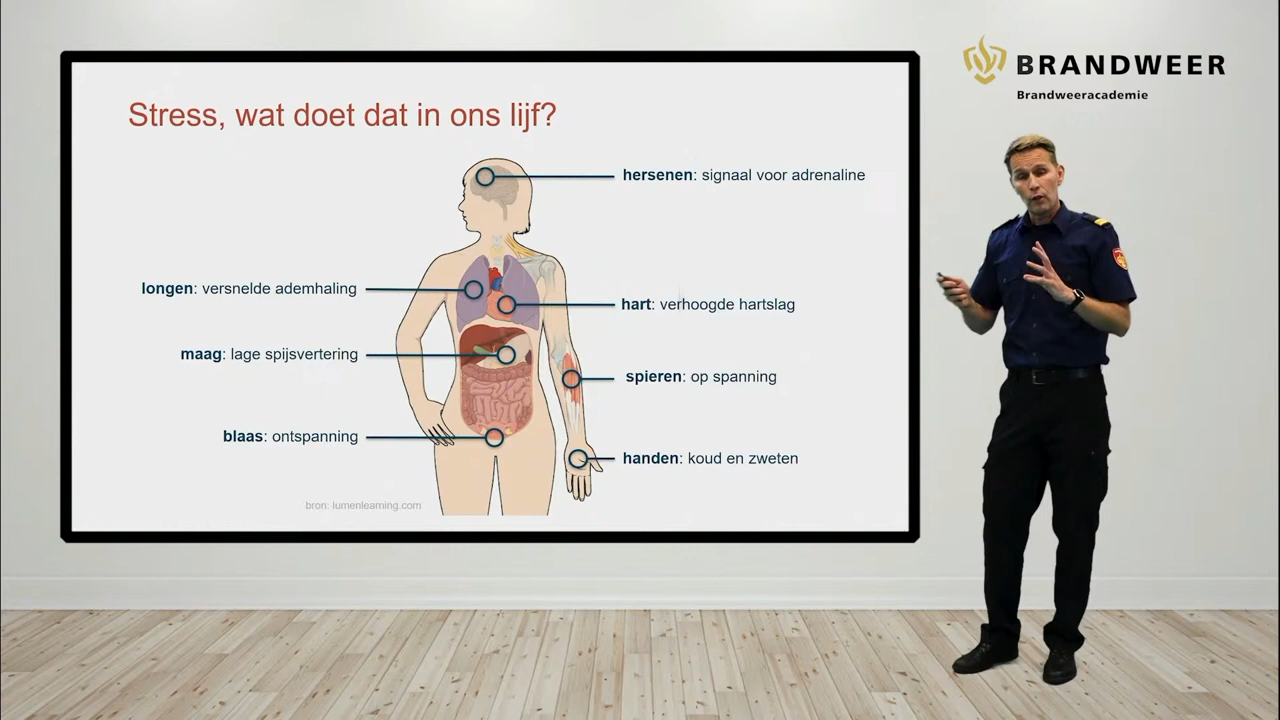 BRANDWEER
Brandweeracademie
Stress, wat doet dat in ons lijf?
hersenen: signaal voor adrenaline
longen: versnelde ademhaling
hart: verhoogde hartslag
maag: lage spijsvertering
spieren: op spanning
blaas: ontspanning
handen: koud en zweten
bron: lumenlearning.com